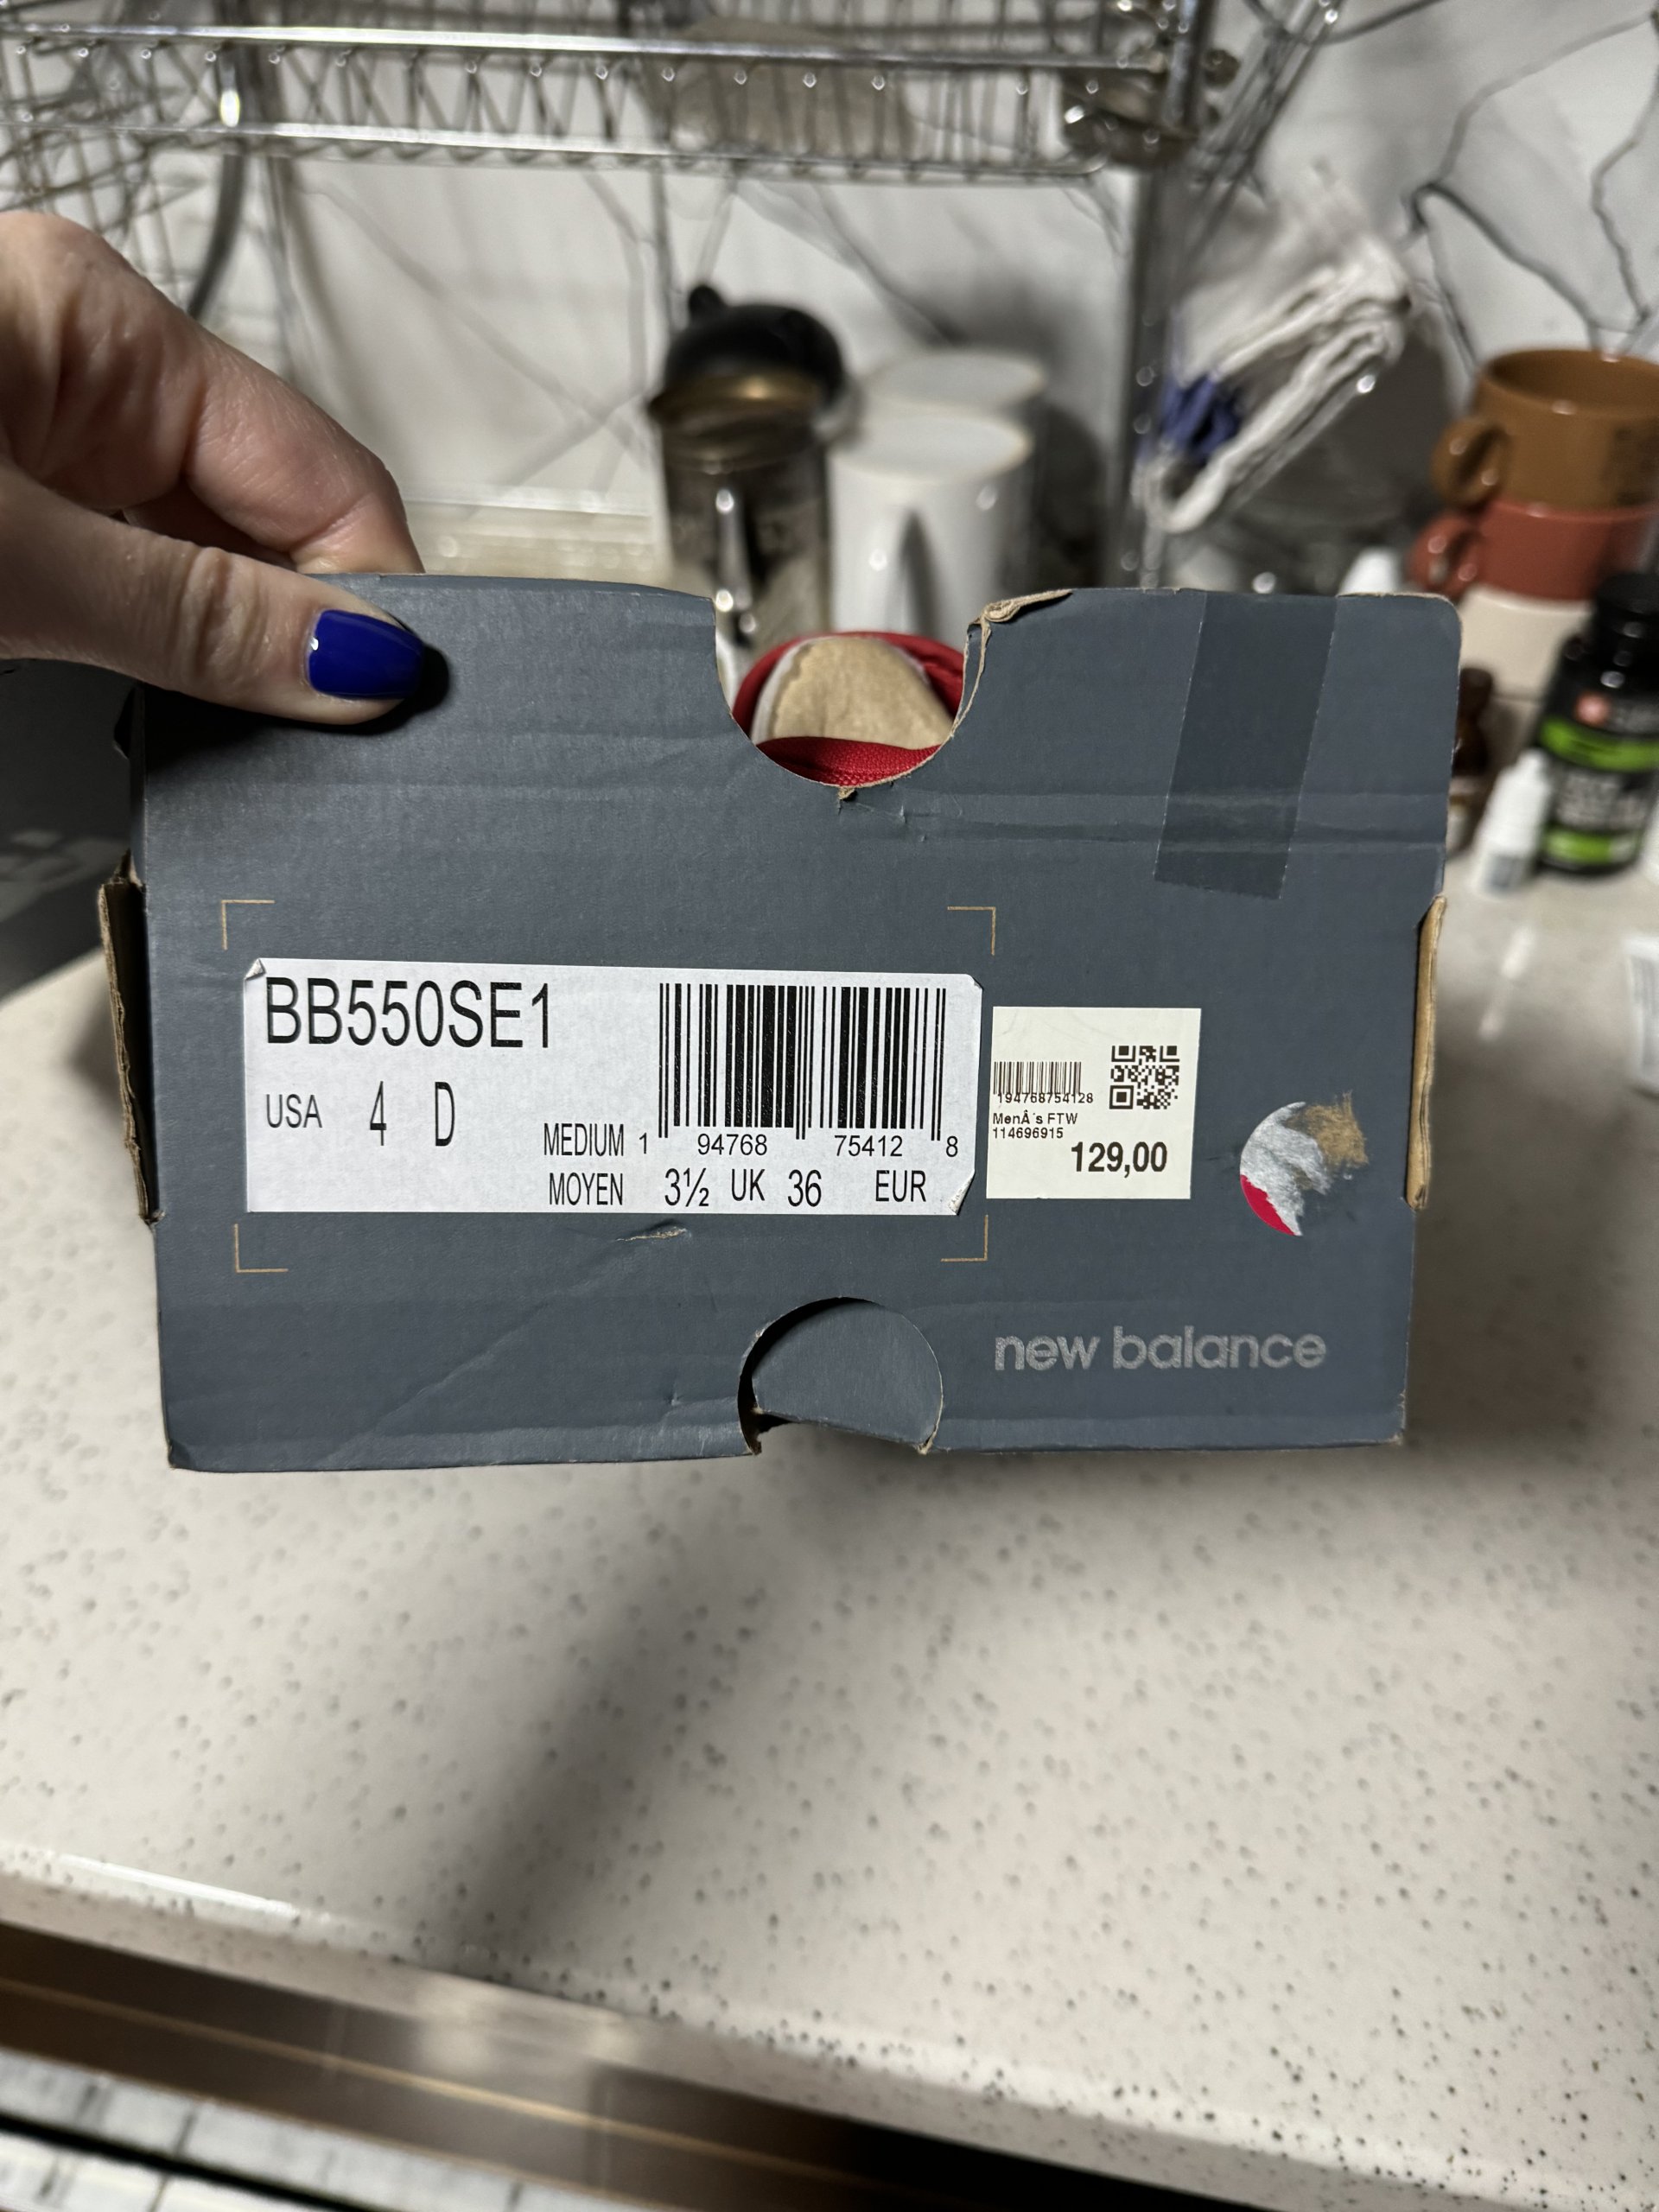 BB550SE1
USA 4 D
MEDIUM 1 94768 75412 8
MOYEN 3½ UK 36 EUR
194768754128
MenÂ´s FTW
114696915
129,00
new balance